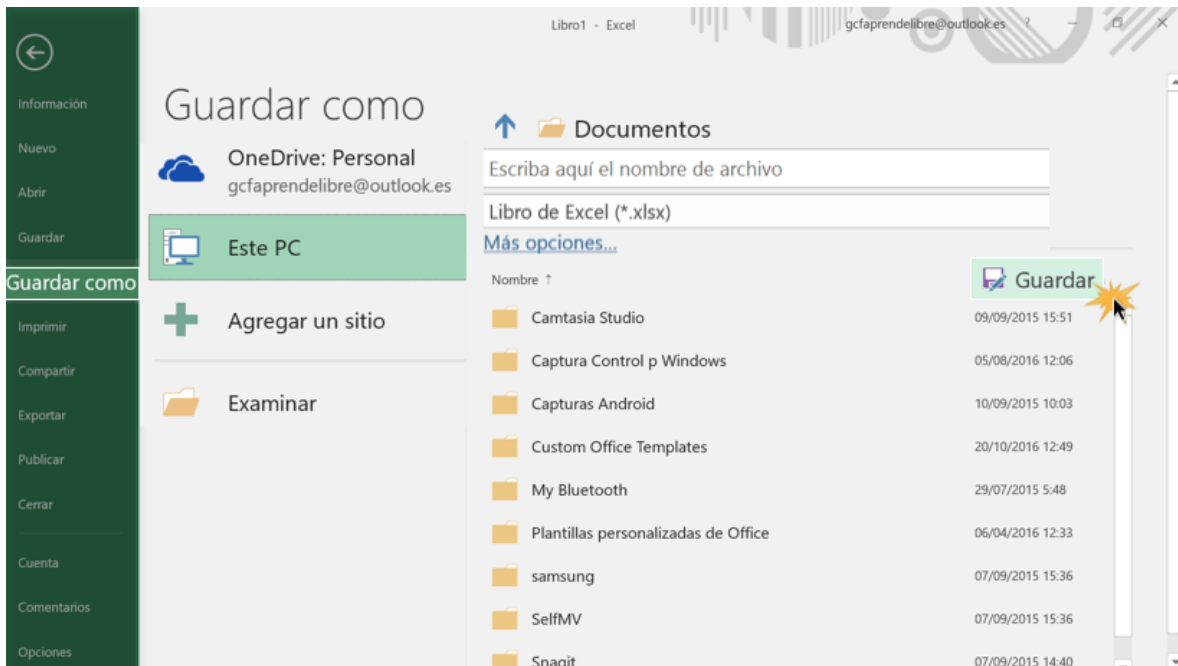 Libro1 - Excel
gcfaprendelibre@outlook.es
?
Información
Nuevo
Abrir
Guardar
Guardar como
Imprimir
Compartir
Exportar
Publicar
Cerrar
Cuenta
Comentarios
Opciones
Guardar como
OneDrive: Personal
gcfaprendelibre@outlook.es
Este PC
Agregar un sitio
Examinar
Documentos
Escriba aquí el nombre de archivo
Libro de Excel (*.xlsx)
Más opciones...
Guardar
Nombre ↑
Camtasia Studio 09/09/2015 15:51
Captura Control p Windows 05/08/2016 12:06
Capturas Android 10/09/2015 10:03
Custom Office Templates 20/10/2016 12:49
My Bluetooth 29/07/2015 5:48
Plantillas personalizadas de Office 06/04/2016 12:33
samsung 07/09/2015 15:36
SelfMV 07/09/2015 15:36
Snagit 07/09/2015 14:40